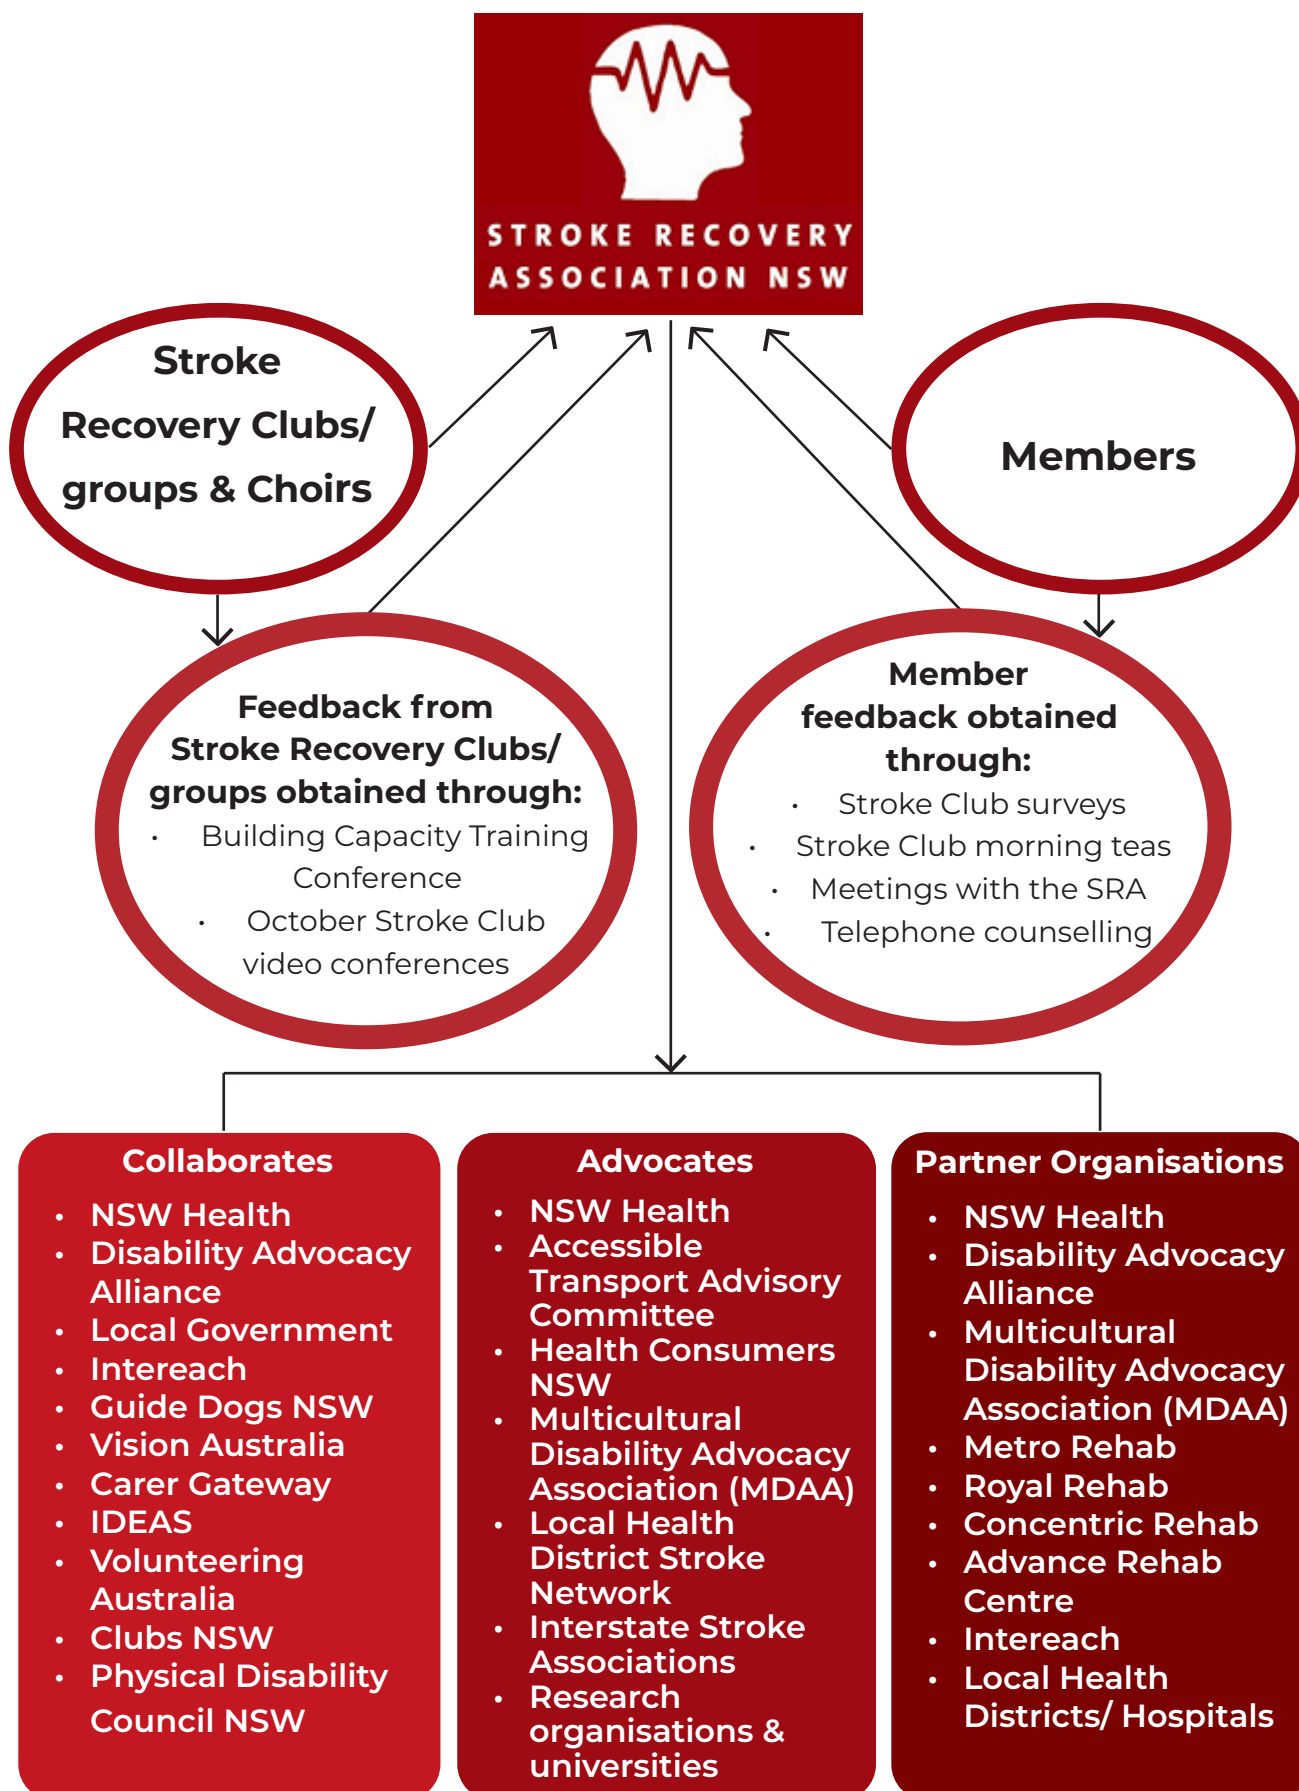 STROKE RECOVERY
ASSOCIATION NSW
Stroke
Recovery Clubs/
groups & Choirs
Members
Feedback from
Stroke Recovery Clubs/
groups obtained through:
• Building Capacity Training
Conference
• October Stroke Club
video conferences
Member
feedback obtained
through:
• Stroke Club surveys
• Stroke Club morning teas
• Meetings with the SRA
• Telephone counselling
Collaborates
• NSW Health
• Disability Advocacy
Alliance
• Local Government
• Intereach
• Guide Dogs NSW
• Vision Australia
• Carer Gateway
• IDEAS
• Volunteering
Australia
• Clubs NSW
• Physical Disability
Council NSW
Advocates
• NSW Health
• Accessible
Transport Advisory
Committee
• Health Consumers
NSW
• Multicultural
Disability Advocacy
Association (MDAA)
• Local Health
District Stroke
Network
• Interstate Stroke
Associations
• Research
organisations &
universities
Partner Organisations
• NSW Health
• Disability Advocacy
Alliance
• Multicultural
Disability Advocacy
Association (MDAA)
• Metro Rehab
• Royal Rehab
• Concentric Rehab
• Advance Rehab
Centre
• Intereach
• Local Health
Districts/ Hospitals